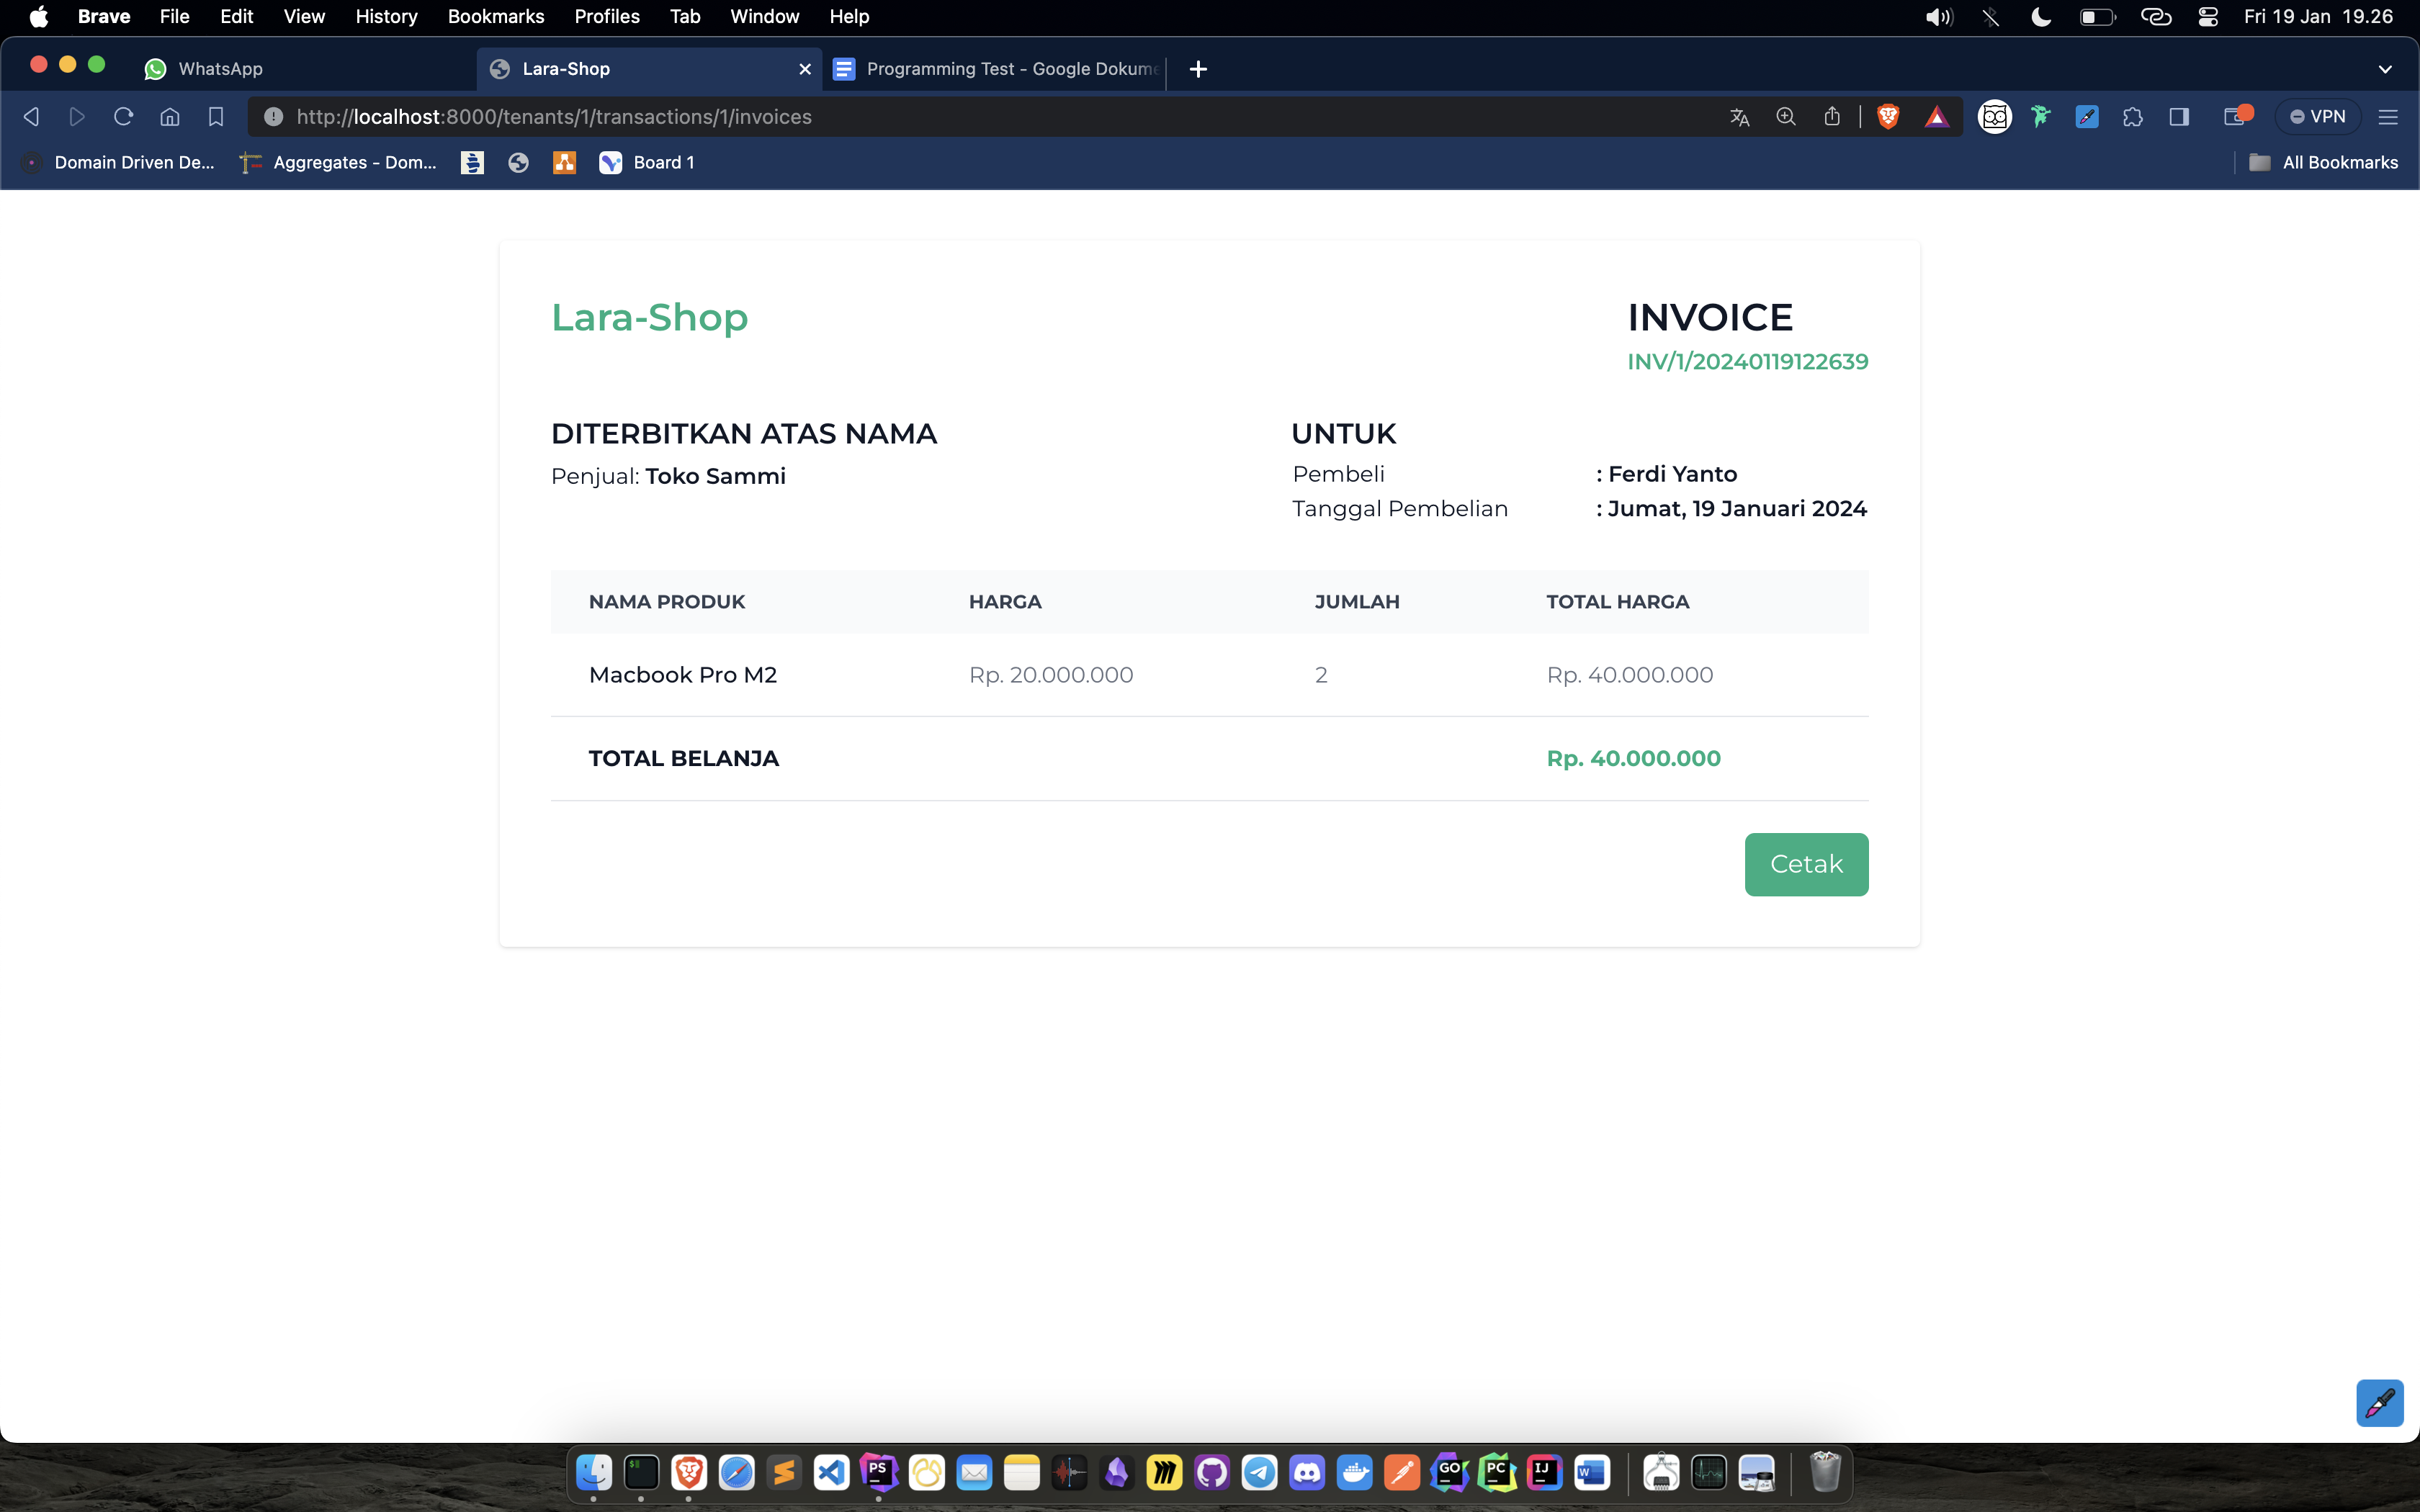 Brave File Edit View History Bookmarks Profiles Tab Window Help Fri 19 Jan 19.26
WhatsApp Lara-Shop Programming Test - Google Dokume
http://localhost:8000/tenants/1/transactions/1/invoices VPN
Domain Driven De... Aggregates - Dom... Board 1 All Bookmarks
Lara-Shop INVOICE
INV/1/20240119122639
DITERBITKAN ATAS NAMA UNTUK
Penjual: Toko Sammi Pembeli : Ferdi Yanto
Tanggal Pembelian : Jumat, 19 Januari 2024
NAMA PRODUK HARGA JUMLAH TOTAL HARGA
Macbook Pro M2 Rp. 20.000.000 2 Rp. 40.000.000
TOTAL BELANJA Rp. 40.000.000
Cetak
PS GO PC IJ W